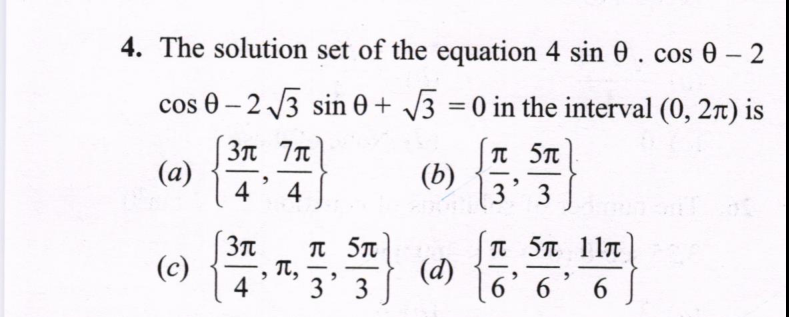 4. The solution set of the equation 4 sin θ . cos θ – 2
cos θ – 2√3 sin θ + √3 = 0 in the interval (0, 2π) is
(a) {3π/4, 7π/4} (b) {π/3, 5π/3}
(c) {3π/4, π, π/3, 5π/3} (d) {π/6, 5π/6, 11π/6}